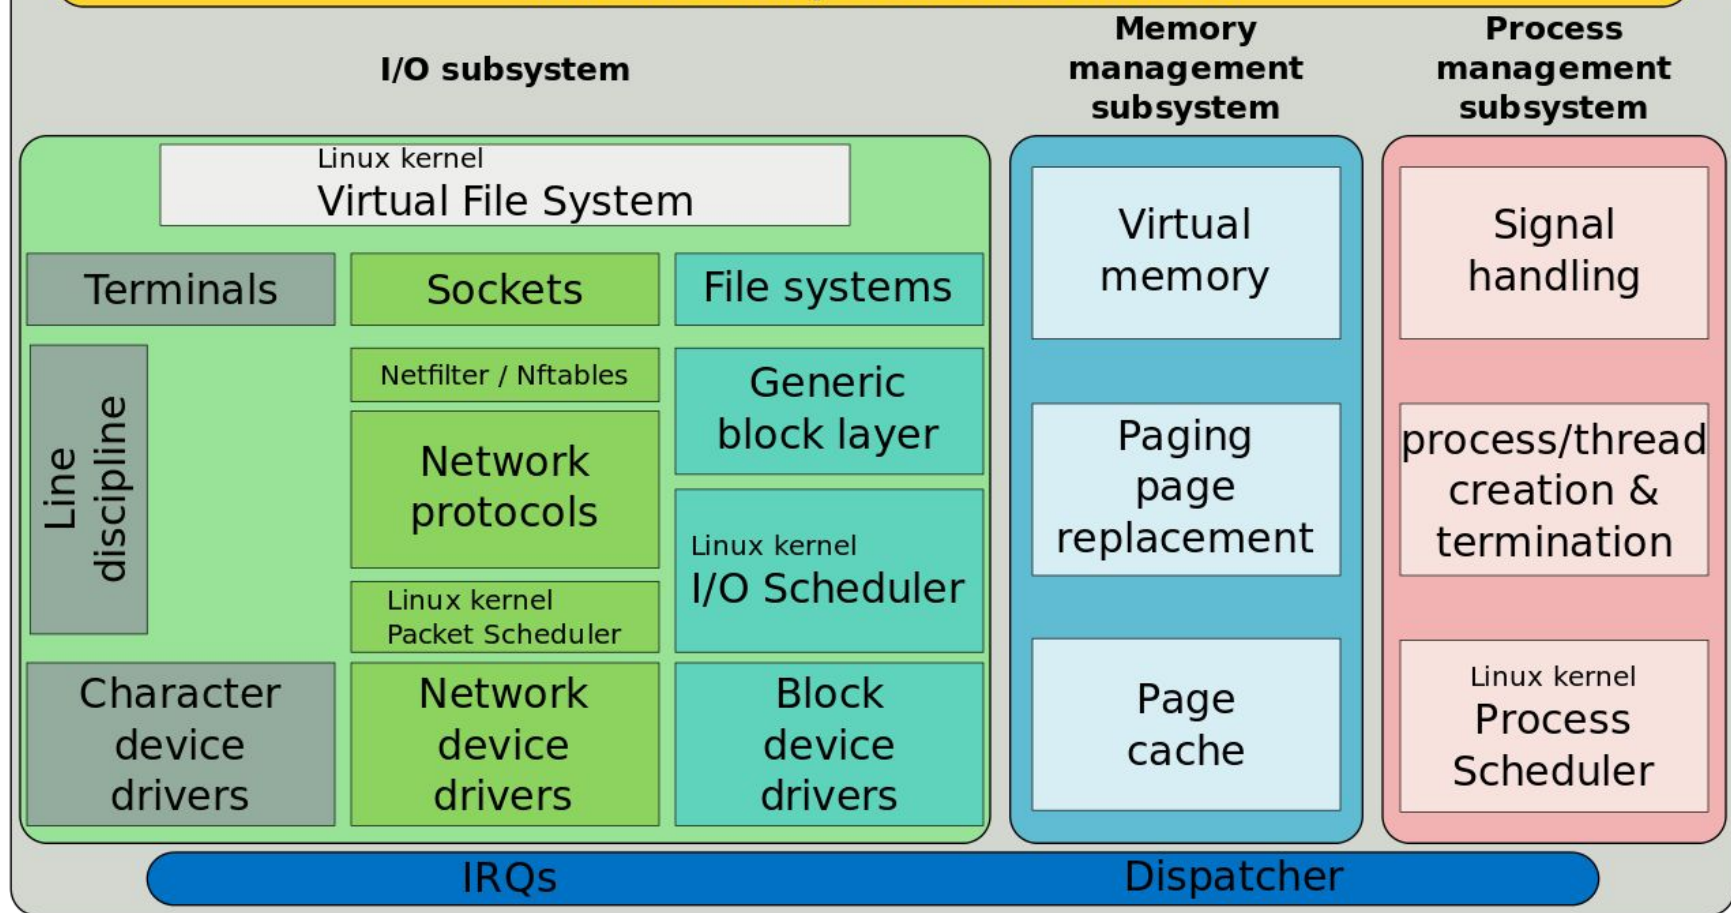 I/O subsystem
Memory
management
subsystem
Process
management
subsystem
Linux kernel
Virtual File System
Terminals
Sockets
File systems
Line
discipline
Netfilter / Nftables
Network
protocols
Linux kernel
Packet Scheduler
Generic
block layer
Linux kernel
I/O Scheduler
Character
device
drivers
Network
device
drivers
Block
device
drivers
Virtual
memory
Paging
page
replacement
Page
cache
Signal
handling
process/thread
creation &
termination
Linux kernel
Process
Scheduler
IRQs
Dispatcher